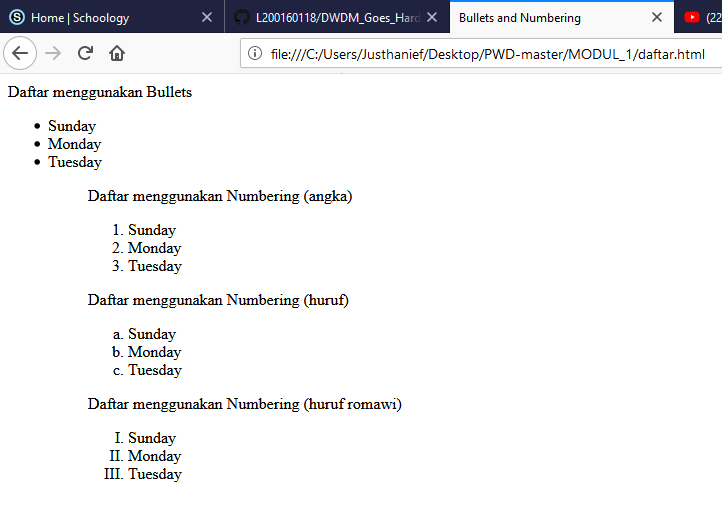 Home | Schoology
L200160118/DWDM_Goes_Hard
Bullets and Numbering
(22
file:///C:/Users/Justhanief/Desktop/PWD-master/MODUL_1/daftar.html
Daftar menggunakan Bullets
• Sunday
• Monday
• Tuesday
Daftar menggunakan Numbering (angka)
1. Sunday
2. Monday
3. Tuesday
Daftar menggunakan Numbering (huruf)
a. Sunday
b. Monday
c. Tuesday
Daftar menggunakan Numbering (huruf romawi)
I. Sunday
II. Monday
III. Tuesday